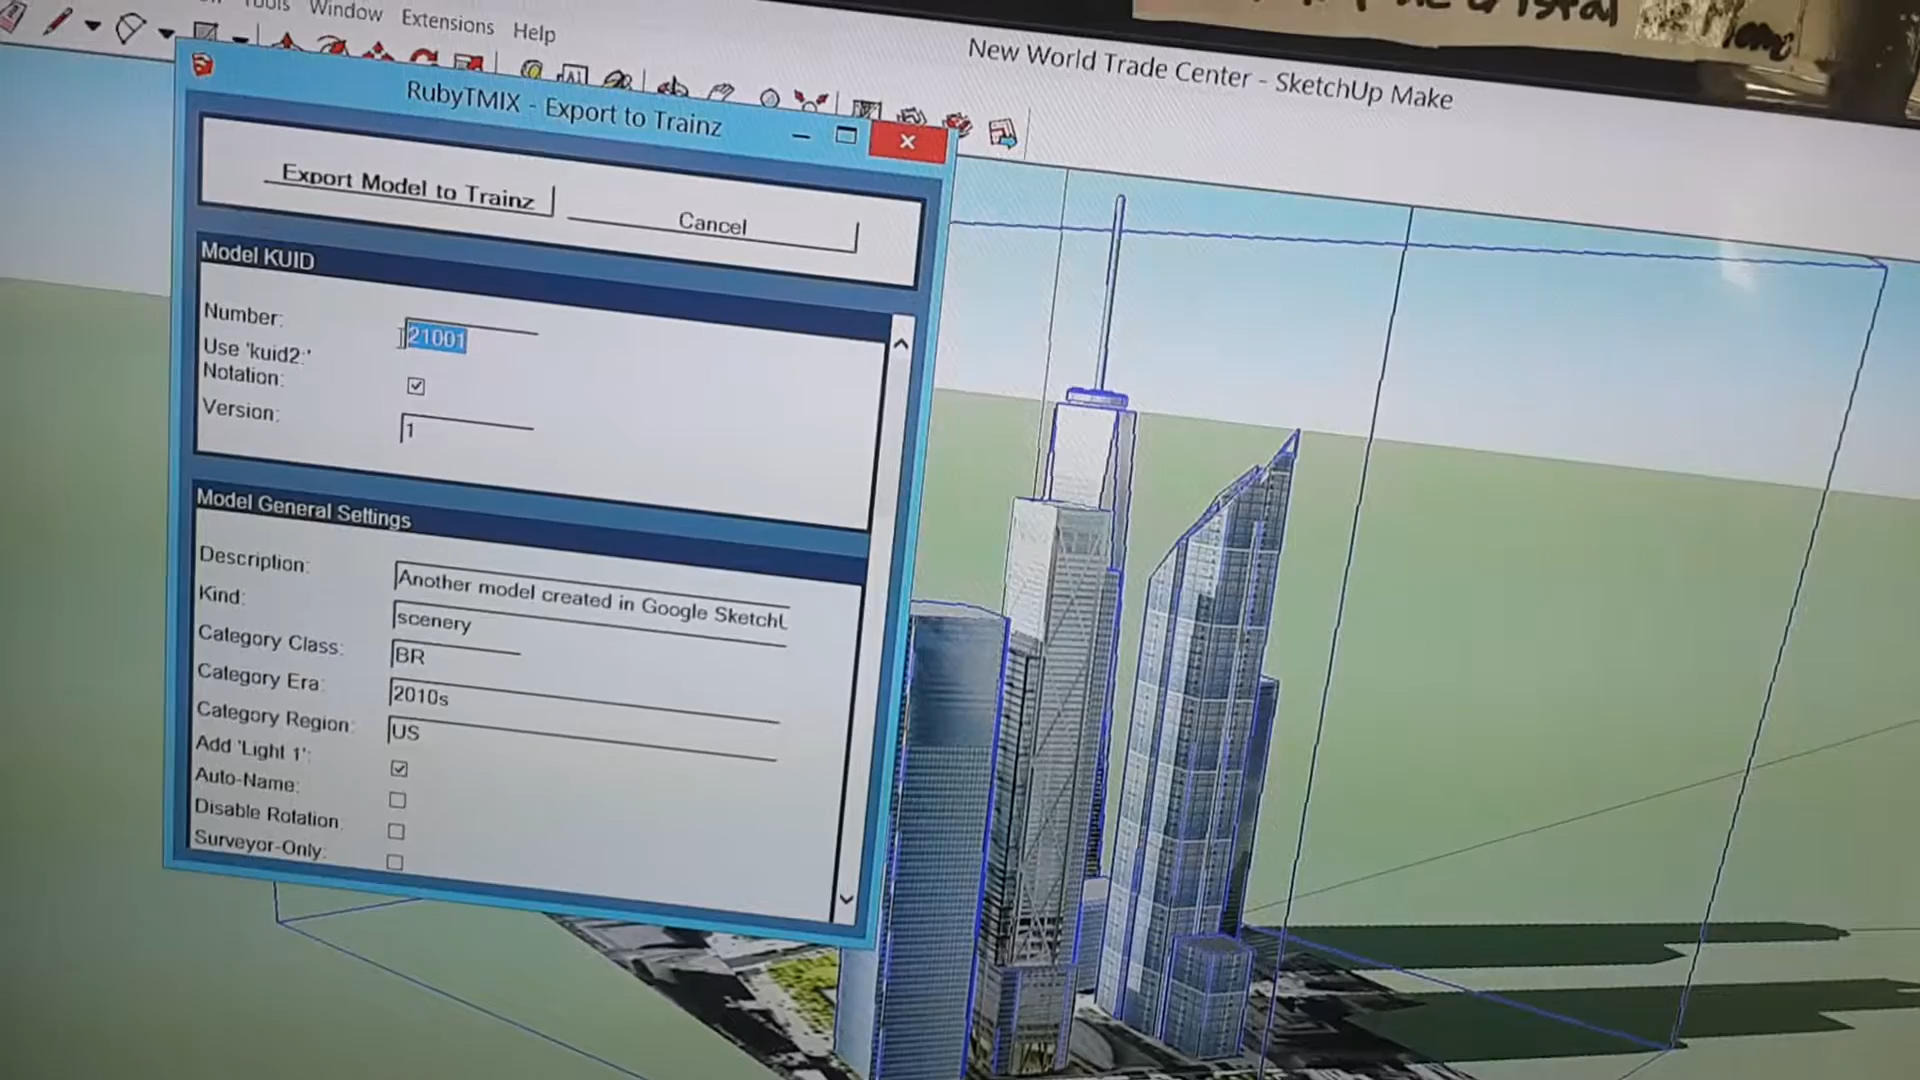 Tools Window Extensions Help
New World Trade Center - SketchUp Make
RubyTMIX - Export to Trainz
Export Model to Trainz
Cancel
Model KUID
Number:
21001
Use 'kuid2:'
Notation:
Version:
1
Model General Settings
Description:
Another model created in Google Sketch
Kind:
scenery
Category Class:
BR
Category Era:
2010s
Category Region:
US
Add 'Light 1':
Auto-Name:
Disable Rotation:
Surveyor-Only: